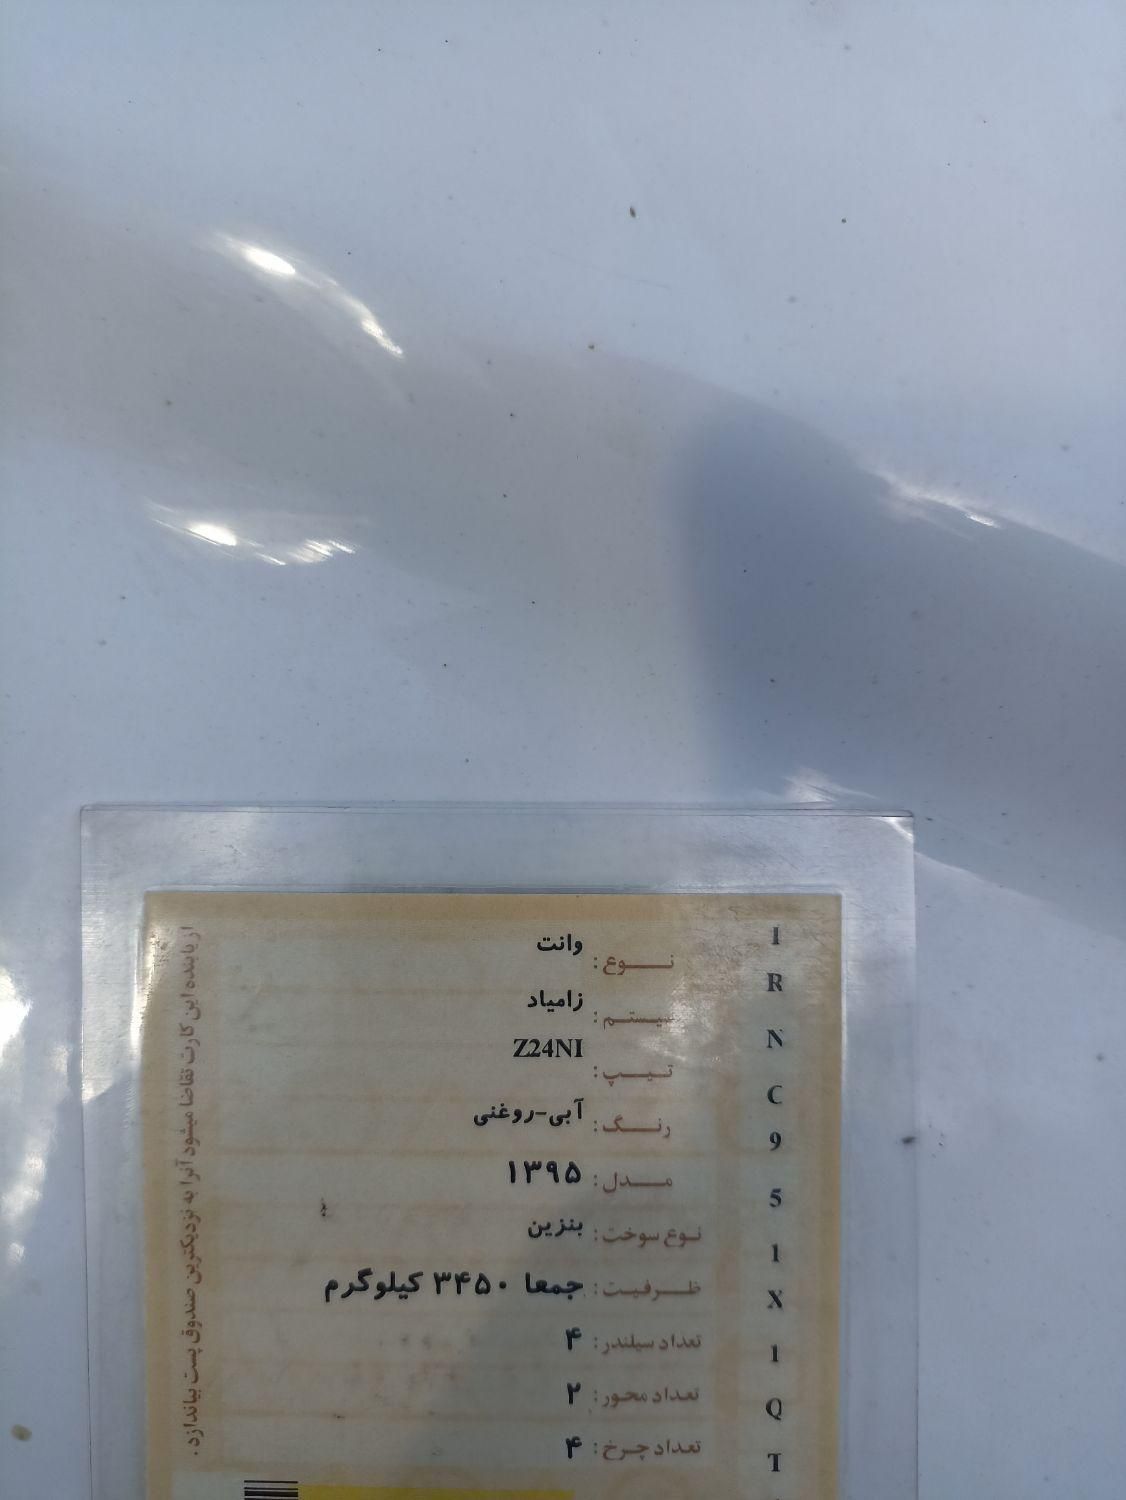 نوع: وانت
سیستم: زامیاد
تیپ: Z24NI
رنگ: آبی-روغنی
مدل: ۱۳۹۵
نوع سوخت: بنزین
ظرفیت: جمعا ۳۴۵۰ کیلوگرم
تعداد سیلندر: ۴
تعداد محور: ۲
تعداد چرخ: ۴
I
R
N
C
9
5
1
X
1
Q
T
از یابنده این کارت تقاضا میشود آنرا به نزدیکترین صندوق پست بیاندازد.